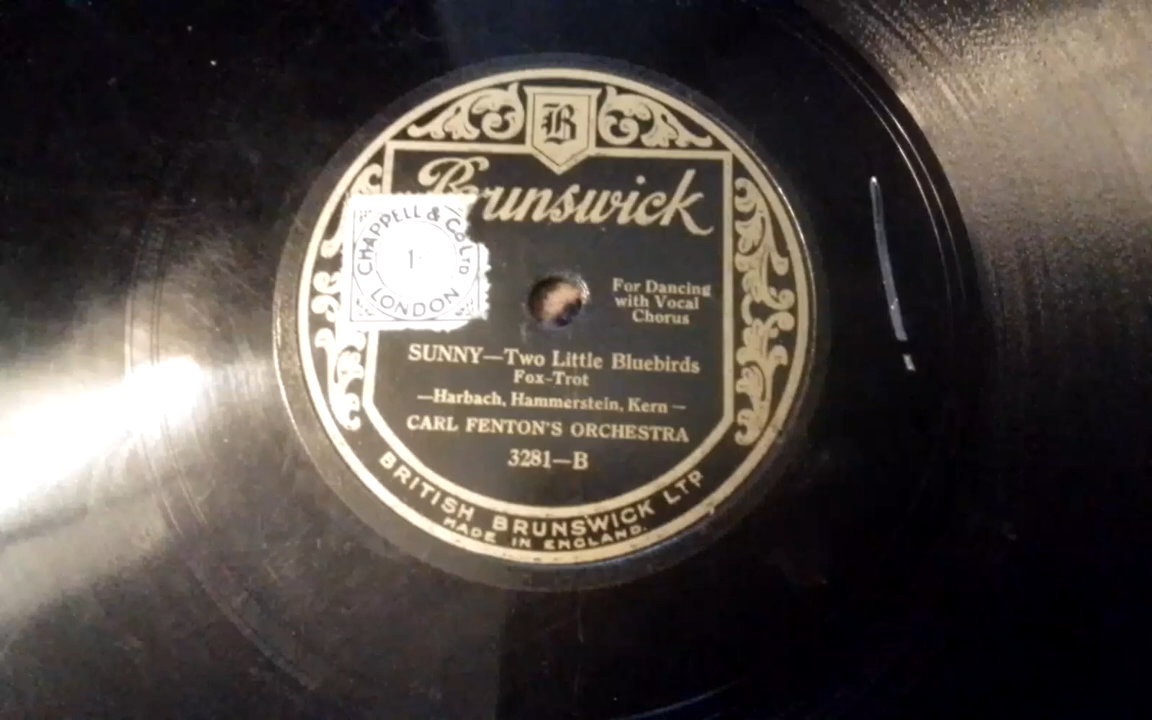 B
Brunswick
CHAPPELL & Co LTD
1
LONDON
For Dancing
with Vocal
Chorus
SUNNY—Two Little Bluebirds
Fox-Trot
—Harbach, Hammerstein, Kern—
CARL FENTON'S ORCHESTRA
3281—B
BRITISH BRUNSWICK LTD
MADE IN ENGLAND.